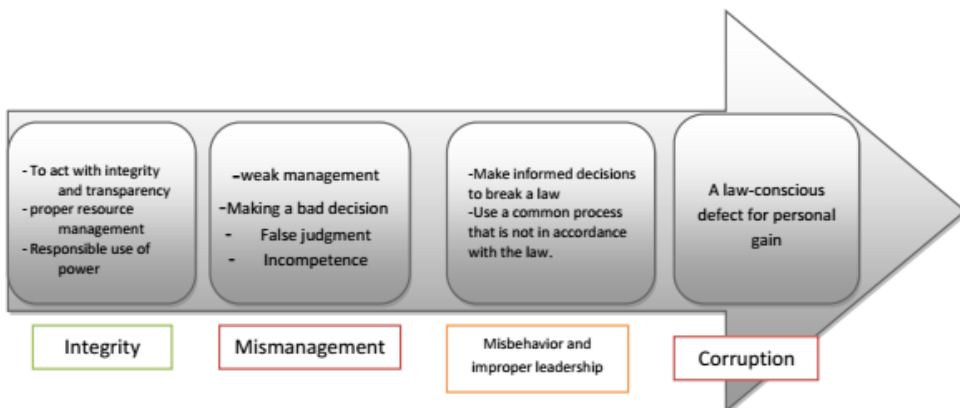 - To act with integrity
and transparency
- proper resource
management
- Responsible use of
power
-weak management
-Making a bad decision
- False judgment
- Incompetence
-Make informed decisions
to break a law
-Use a common process
that is not in accordance
with the law.
A law-conscious
defect for personal
gain
Integrity
Mismanagement
Misbehavior and
improper leadership
Corruption